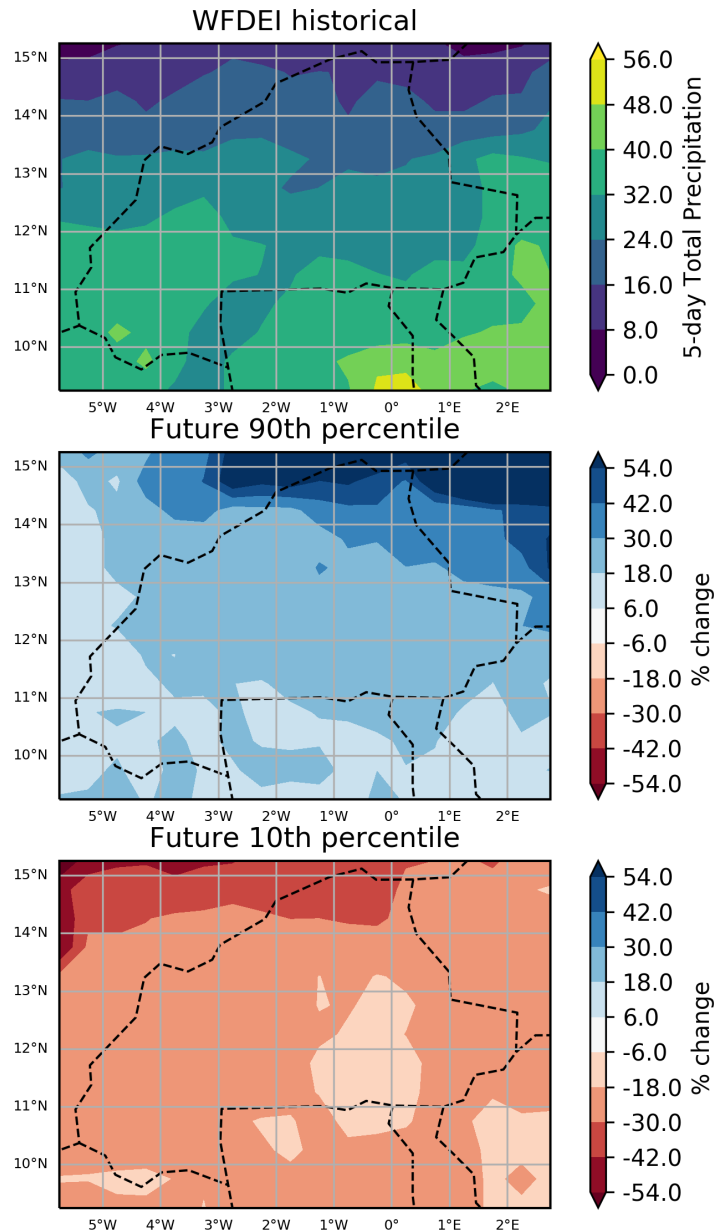 WFDEI historical
15°N
14°N
13°N
12°N
11°N
10°N
5°W 4°W 3°W 2°W 1°W 0° 1°E 2°E
56.0
48.0
40.0
32.0
24.0
16.0
8.0
0.0
5-day Total Precipitation
Future 90th percentile
15°N
14°N
13°N
12°N
11°N
10°N
5°W 4°W 3°W 2°W 1°W 0° 1°E 2°E
54.0
42.0
30.0
18.0
6.0
-6.0
-18.0
-30.0
-42.0
-54.0
% change
Future 10th percentile
15°N
14°N
13°N
12°N
11°N
10°N
5°W 4°W 3°W 2°W 1°W 0° 1°E 2°E
54.0
42.0
30.0
18.0
6.0
-6.0
-18.0
-30.0
-42.0
-54.0
% change